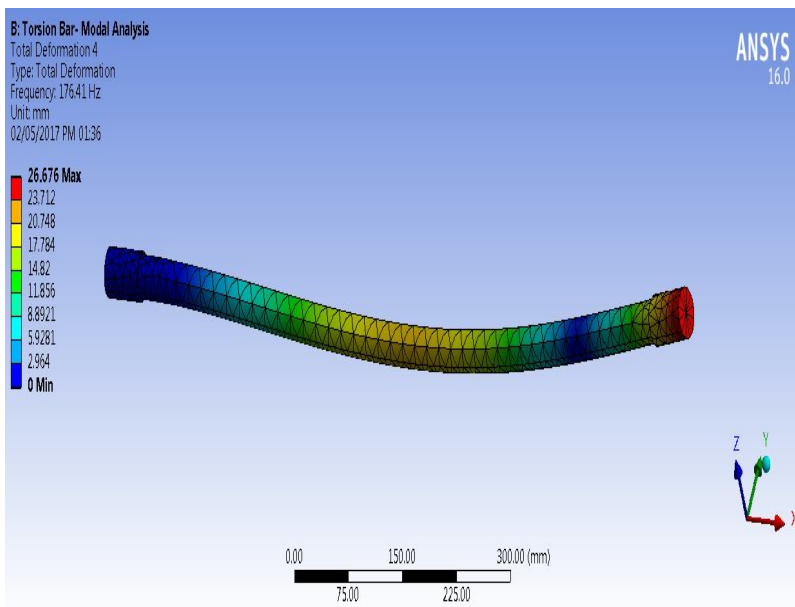 B: Torsion Bar- Modal Analysis
Total Deformation 4
Type: Total Deformation
Frequency: 176.41 Hz
Unit: mm
02/05/2017 PM 01:36
ANSYS
16.0
26.676 Max
23.712
20.748
17.784
14.82
11.856
8.8921
5.9281
2.964
0 Min
Z
Y
X
0.00 150.00 300.00 (mm)
75.00 225.00